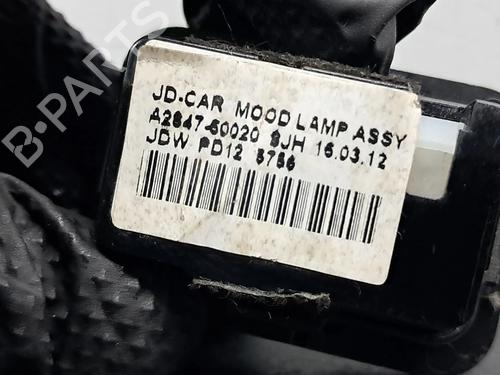 JD-CAR MOOD LAMP ASSY
A2847-60020 SJH 16.03.12
JDW PD12 5756
B-PARTS